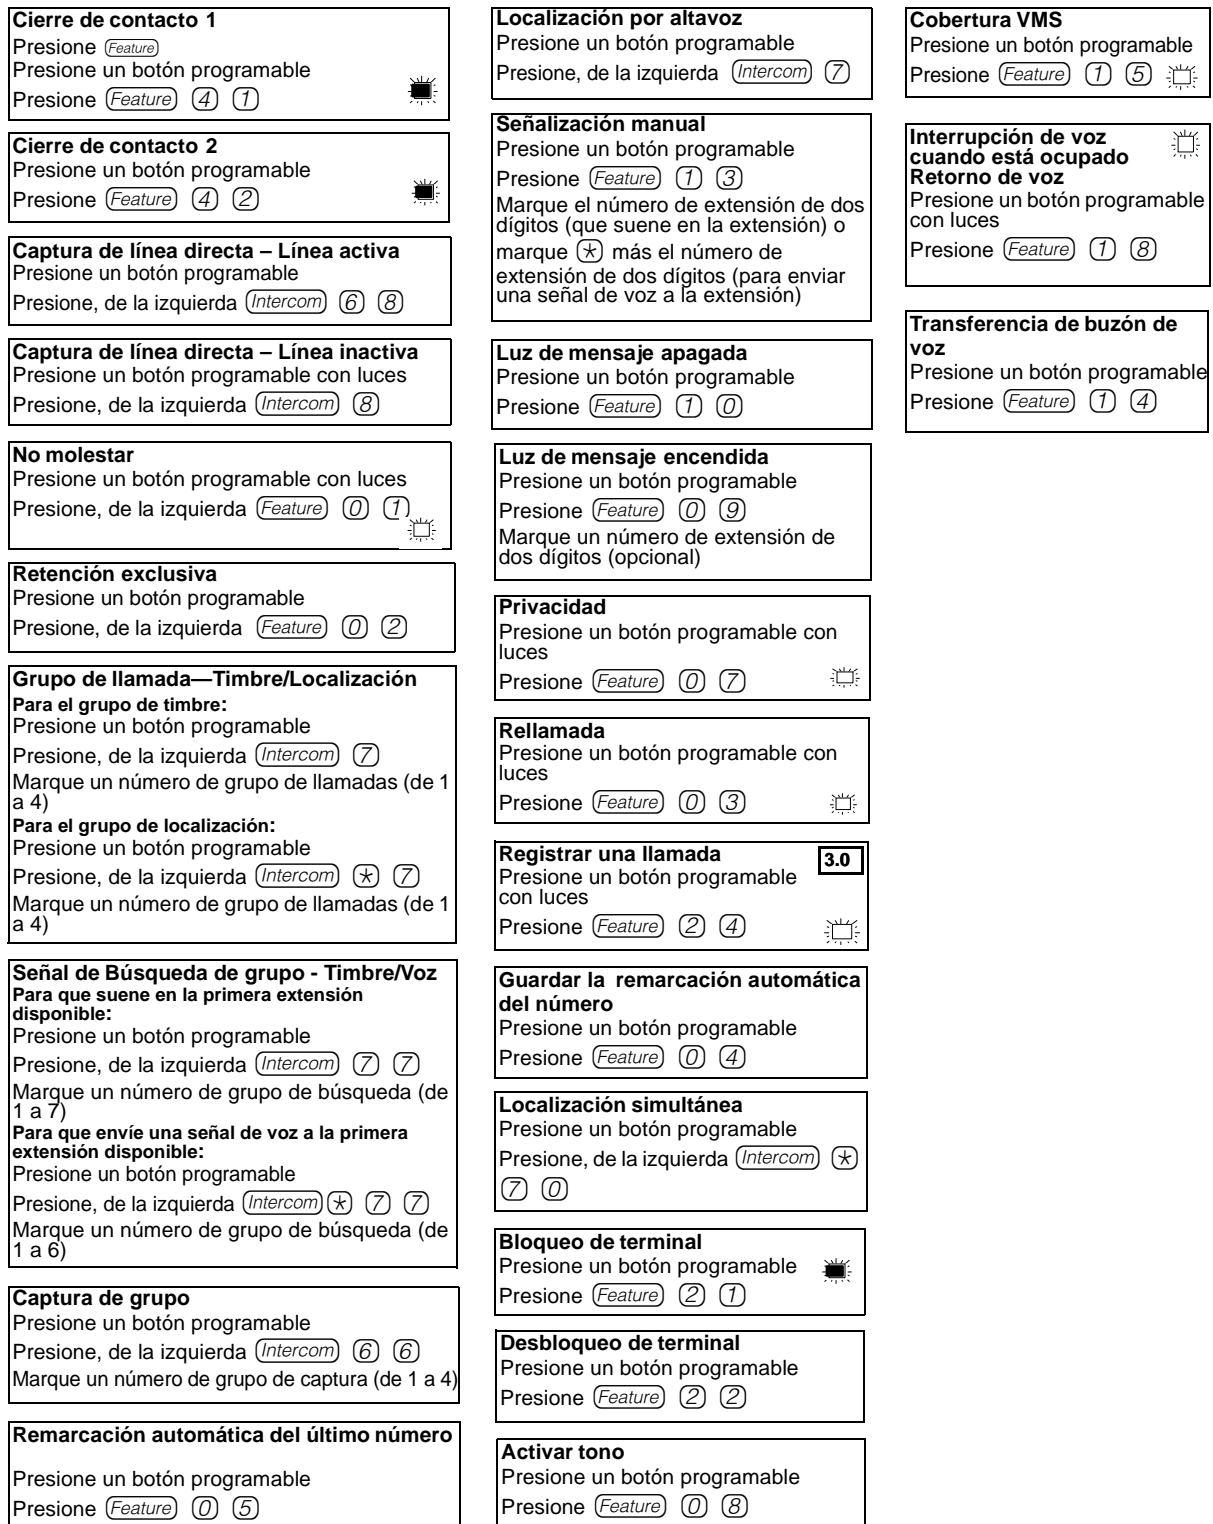 Cierre de contacto 1
Presione Feature
Presione un botón programable
Presione Feature 4 1
Cierre de contacto 2
Presione un botón programable
Presione Feature 4 2
Captura de línea directa – Línea activa
Presione un botón programable
Presione, de la izquierda Intercom 6 8
Captura de línea directa – Línea inactiva
Presione un botón programable con luces
Presione, de la izquierda Intercom 8
No molestar
Presione un botón programable con luces
Presione, de la izquierda Feature 0 1
Retención exclusiva
Presione un botón programable
Presione, de la izquierda Feature 0 2
Grupo de llamada—Timbre/Localización
Para el grupo de timbre:
Presione un botón programable
Presione, de la izquierda Intercom 7
Marque un número de grupo de llamadas (de 1
a 4)
Para el grupo de localización:
Presione un botón programable
Presione, de la izquierda Intercom * 7
Marque un número de grupo de llamadas (de 1
a 4)
Señal de Búsqueda de grupo - Timbre/Voz
Para que suene en la primera extensión
disponible:
Presione un botón programable
Presione, de la izquierda Intercom 7 7
Marque un número de grupo de búsqueda (de
1 a 7)
Para que envíe una señal de voz a la primera
extensión disponible:
Presione un botón programable
Presione, de la izquierda Intercom * 7 7
Marque un número de grupo de búsqueda (de
1 a 6)
Captura de grupo
Presione un botón programable
Presione, de la izquierda Intercom 6 6
Marque un número de grupo de captura (de 1 a 4)
Remarcación automática del último número
Presione un botón programable
Presione Feature 0 5
Localización por altavoz
Presione un botón programable
Presione, de la izquierda Intercom 7
Señalización manual
Presione un botón programable
Presione Feature 1 3
Marque el número de extensión de dos
dígitos (que suene en la extensión) o
marque * más el número de
extensión de dos dígitos (para enviar
una señal de voz a la extensión)
Luz de mensaje apagada
Presione un botón programable
Presione Feature 1 0
Luz de mensaje encendida
Presione un botón programable
Presione Feature 0 9
Marque un número de extensión de
dos dígitos (opcional)
Privacidad
Presione un botón programable con
luces
Presione Feature 0 7
Rellamada
Presione un botón programable con
luces
Presione Feature 0 3
Registrar una llamada 3.0
Presione un botón programable
con luces
Presione Feature 2 4
Guardar la remarcación automática
del número
Presione un botón programable
Presione Feature 0 4
Localización simultánea
Presione un botón programable
Presione, de la izquierda Intercom *
7 0
Bloqueo de terminal
Presione un botón programable
Presione Feature 2 1
Desbloqueo de terminal
Presione un botón programable
Presione Feature 2 2
Activar tono
Presione un botón programable
Presione Feature 0 8
Cobertura VMS
Presione un botón programable
Presione Feature 1 5
Interrupción de voz
cuando está ocupado
Retorno de voz
Presione un botón programable
con luces
Presione Feature 1 8
Transferencia de buzón de
voz
Presione un botón programable
Presione Feature 1 4